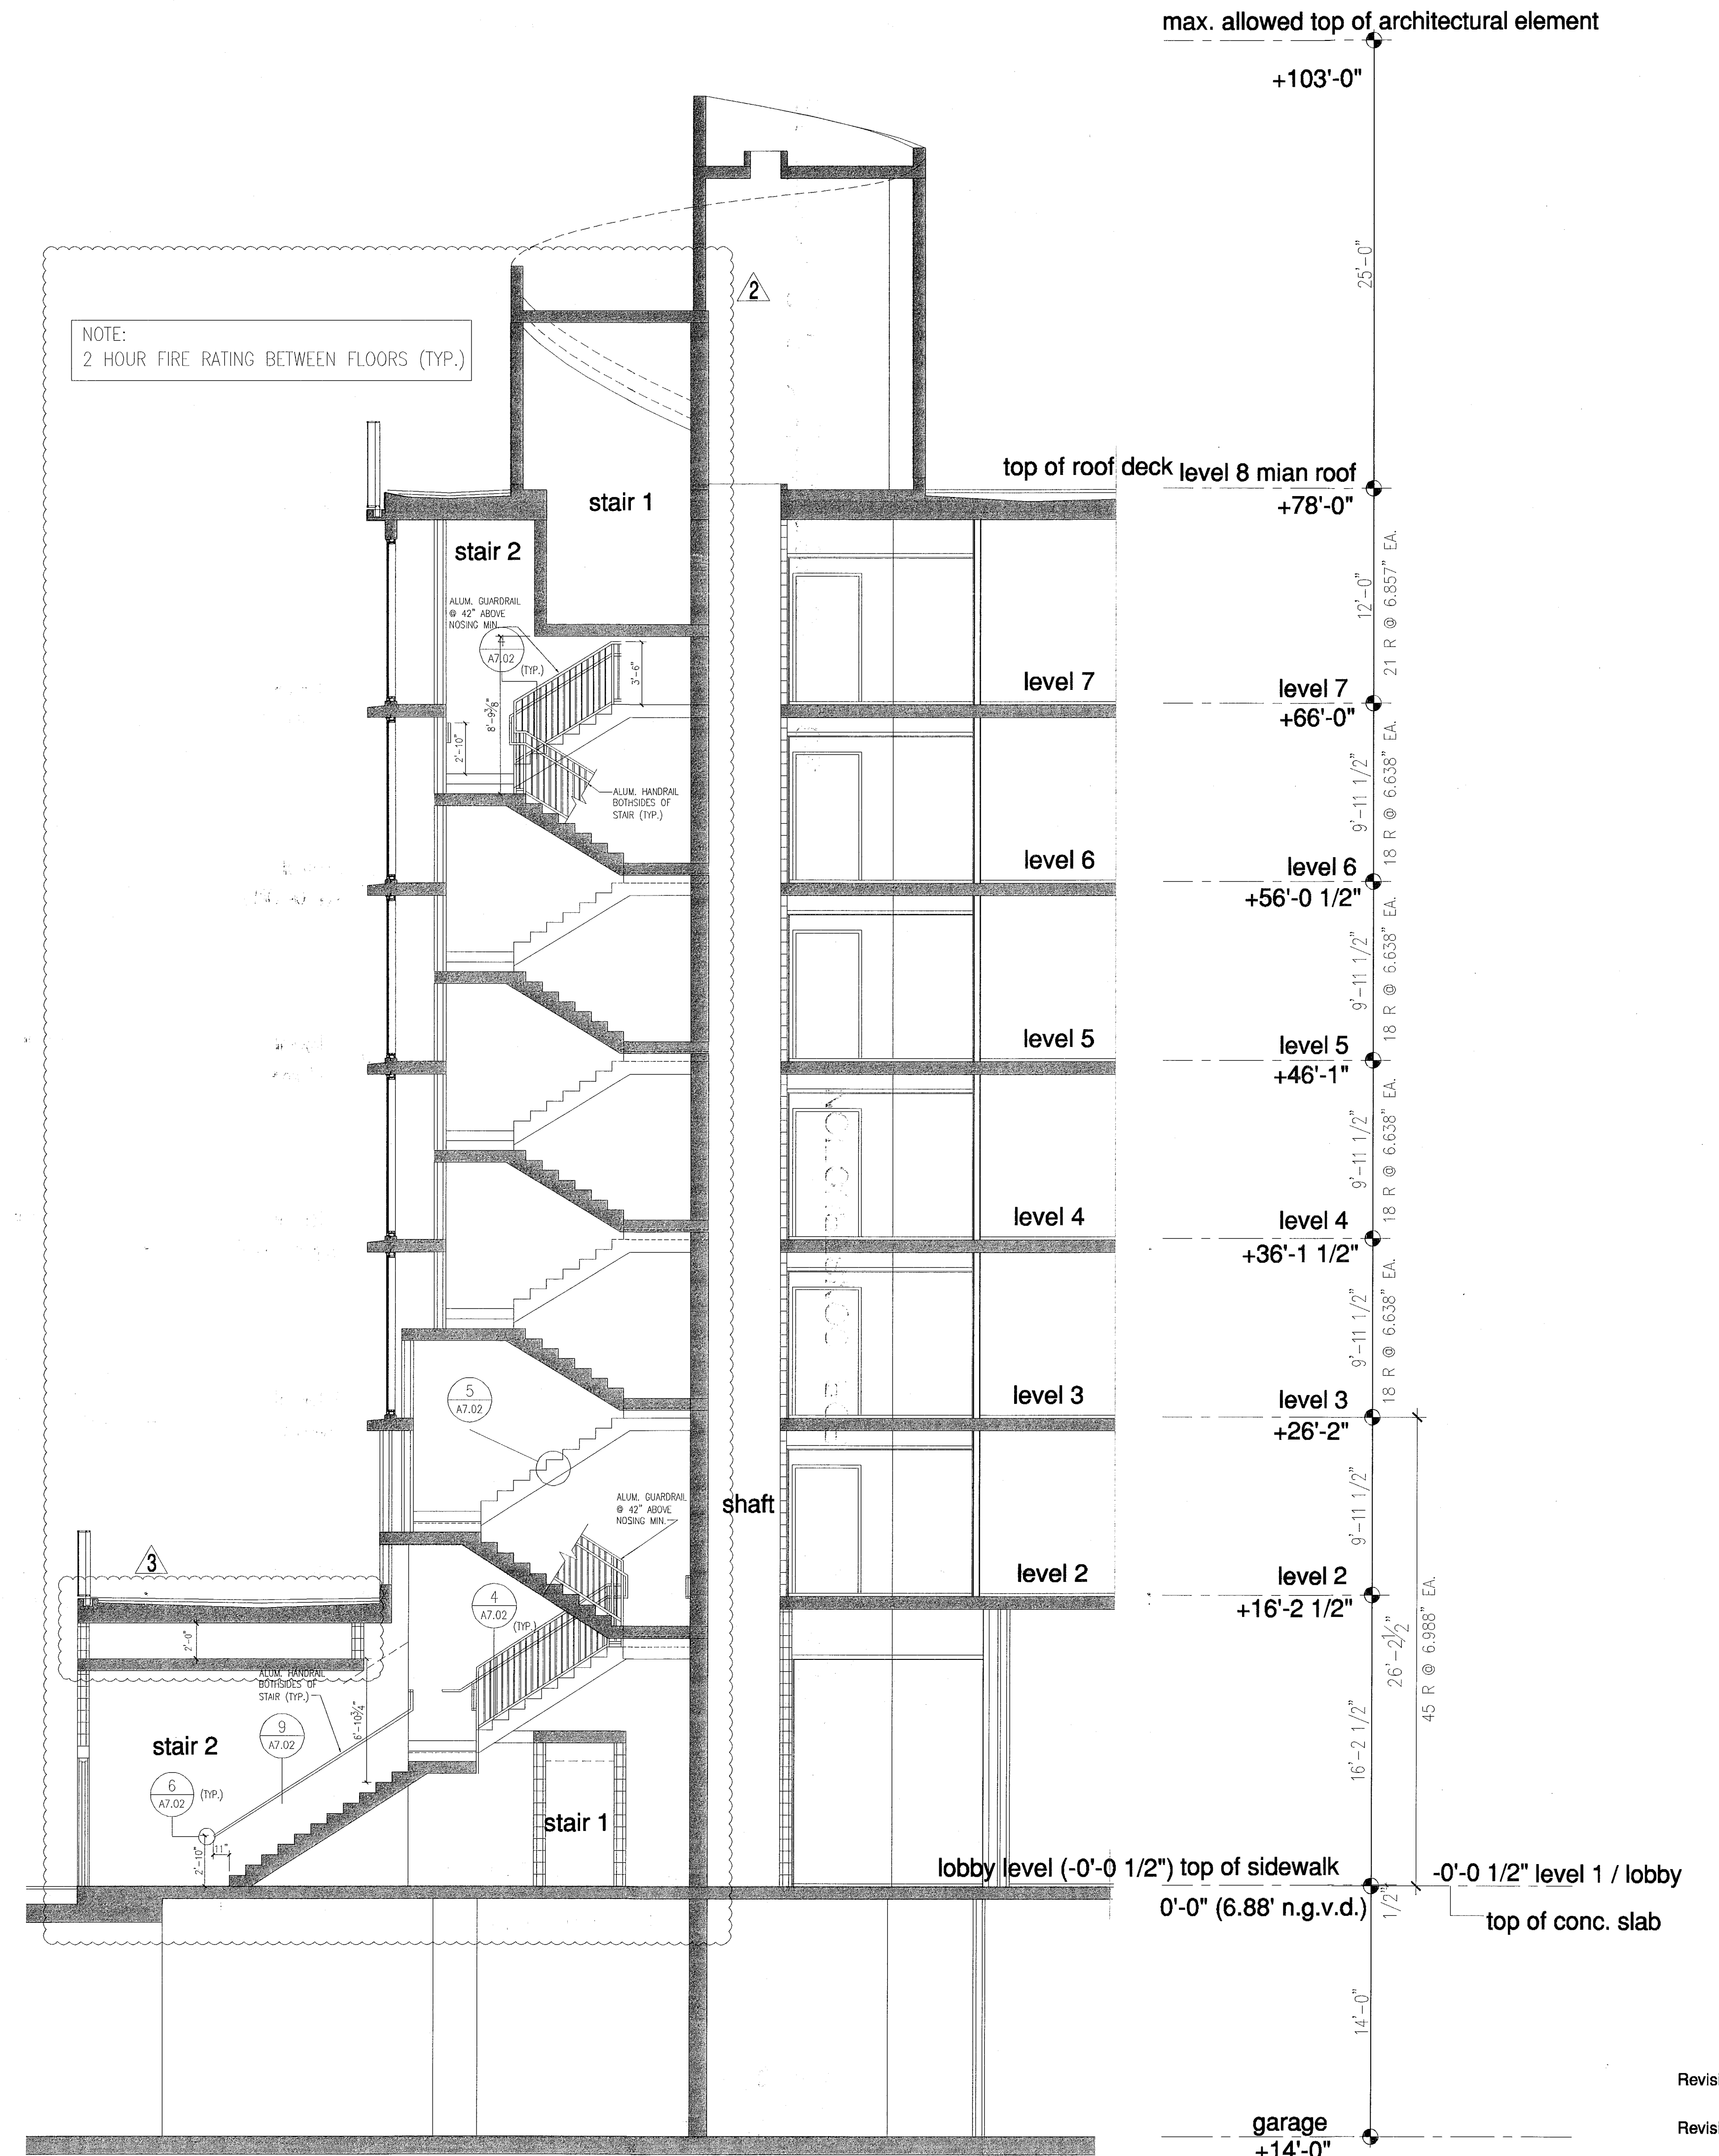 max. allowed top of architectural element
+103'-0"
25'-0"
2
NOTE:
2 HOUR FIRE RATING BETWEEN FLOORS (TYP.)
top of roof deck
level 8 mian roof
+78'-0"
stair 1
stair 2
ALUM. GUARDRAIL
@ 42" ABOVE
NOSING MIN.
A7.02
(TYP.)
3'-6"
8'-9⅜"
2'-10"
12'-0"
21 R @ 6.857" EA.
level 7
level 7
+66'-0"
ALUM. HANDRAIL
BOTHSIDES OF
STAIR (TYP.)
9'-11 1/2"
18 R @ 6.638" EA.
level 6
level 6
+56'-0 1/2"
9'-11 1/2"
18 R @ 6.638" EA.
level 5
level 5
+46'-1"
9'-11 1/2"
18 R @ 6.638" EA.
level 4
level 4
+36'-1 1/2"
9'-11 1/2"
18 R @ 6.638" EA.
5
A7.02
level 3
level 3
+26'-2"
ALUM. GUARDRAIL
@ 42" ABOVE
NOSING MIN.
shaft
9'-11 1/2"
3
level 2
level 2
+16'-2 1/2"
4
A7.02
(TYP.)
2'-0"
26'-2½"
45 R @ 6.988" EA.
ALUM. HANDRAIL
BOTHSIDES OF
STAIR (TYP.)
6'-10¾"
9
A7.02
stair 2
6
A7.02
(TYP.)
16'-2 1/2"
stair 1
11"
2'-10"
lobby level (-0'-0 1/2") top of sidewalk
-0'-0 1/2" level 1 / lobby
0'-0" (6.88' n.g.v.d.)
1/2"
top of conc. slab
14'-0"
Revis
Revis
garage
+14'-0"